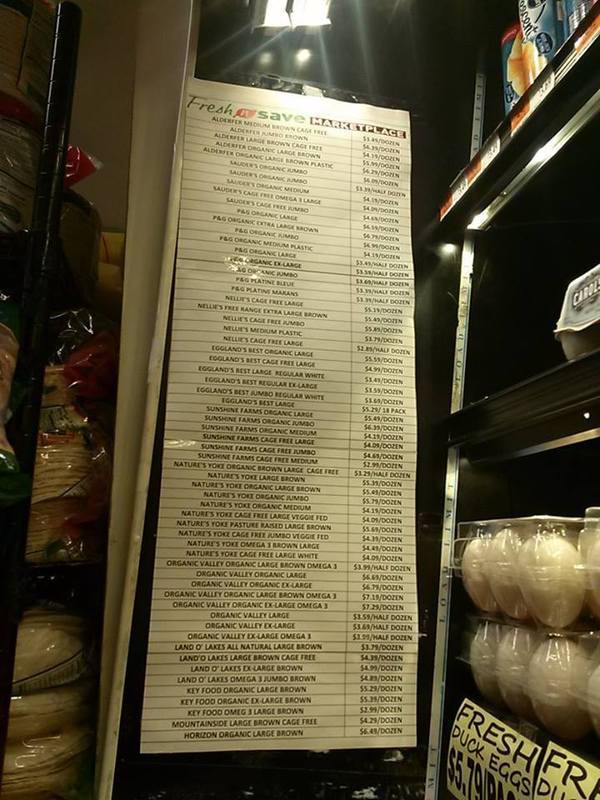 Fresh n save MARKETPLACE
ALDERFER MEDIUM BROWN CAGE FREE $3.49/DOZEN
ALDERFER JUMBO BROWN $6.39/DOZEN
ALDERFER LARGE BROWN CAGE FREE $4.19/DOZEN
ALDERFER ORGANIC LARGE BROWN $5.99/DOZEN
ALDERFER ORGANIC LARGE BROWN PLASTIC $6.29/DOZEN
SAUDER'S ORGANIC JUMBO $6.09/DOZEN
SAUDER'S ORGANIC JUMBO $3.39/HALF DOZEN
SAUDER'S ORGANIC MEDIUM $4.19/DOZEN
SAUDER'S CAGE FREE OMEGA 3 LARGE $4.09/DOZEN
SAUDER'S CAGE FREE JUMBO $4.69/DOZEN
P&G ORGANIC LARGE $6.59/DOZEN
P&G ORGANIC EXTRA LARGE BROWN $6.79/DOZEN
P&G ORGANIC JUMBO $6.99/DOZEN
P&G ORGANIC MEDIUM PLASTIC $4.19/DOZEN
P&G ORGANIC LARGE $3.49/HALF DOZEN
ORGANIC EX-LARGE $3.59/HALF DOZEN
ORGANIC JUMBO $3.69/HALF DOZEN
P&G PLATINE BLEUE $3.39/HALF DOZEN
P&G PLATINE MARANS $3.39/HALF DOZEN
NELLIE'S CAGE FREE LARGE $5.19/DOZEN
NELLIE'S FREE RANGE EXTRA LARGE BROWN $5.49/DOZEN
NELLIE'S CAGE FREE JUMBO $5.89/DOZEN
NELLIE'S MEDIUM PLASTIC $3.79/DOZEN
NELLIE'S CAGE FREE LARGE $2.89/HALF DOZEN
EGGLAND'S BEST ORGANIC LARGE $5.59/DOZEN
EGGLAND'S BEST CAGE FREE LARGE $4.99/DOZEN
EGGLAND'S BEST LARGE REGULAR WHITE $3.49/DOZEN
EGGLAND'S BEST REGULAR EX-LARGE $3.59/DOZEN
EGGLAND'S BEST JUMBO REGULAR WHITE $3.69/DOZEN
EGGLAND'S BEST LARGE $5.29/ 18 PACK
SUNSHINE FARMS ORGANIC LARGE $5.49/DOZEN
SUNSHINE FARMS ORGANIC JUMBO $6.39/DOZEN
SUNSHINE FARMS ORGANIC MEDIUM $4.19/DOZEN
SUNSHINE FARMS CAGE FREE LARGE $4.09/DOZEN
SUNSHINE FARMS CAGE FREE JUMBO $4.69/DOZEN
SUNSHINE FARMS CAGE FREE MEDIUM $2.99/DOZEN
NATURE'S YOKE ORGANIC BROWN LARGE CAGE FREE $3.29/HALF DOZEN
NATURE'S YOKE LARGE BROWN $5.39/DOZEN
NATURE'S YOKE ORGANIC LARGE BROWN $5.49/DOZEN
NATURE'S YOKE ORGANIC JUMBO $5.79/DOZEN
NATURE'S YOKE ORGANIC MEDIUM $4.19/DOZEN
NATURE'S YOKE CAGE FREE LARGE VEGGIE FED $4.09/DOZEN
NATURE'S YOKE PASTURE RAISED LARGE BROWN $5.69/DOZEN
NATURE'S YOKE CAGE FREE JUMBO VEGGIE FED $4.39/DOZEN
NATURE'S YOKE OMEGA 3 BROWN LARGE $4.49/DOZEN
NATURE'S YOKE CAGE FREE LARGE WHITE $4.09/DOZEN
ORGANIC VALLEY ORGANIC LARGE BROWN OMEGA 3 $3.99/HALF DOZEN
ORGANIC VALLEY ORGANIC LARGE $6.69/DOZEN
ORGANIC VALLEY ORGANIC EX-LARGE $6.79/DOZEN
ORGANIC VALLEY ORGANIC LARGE BROWN OMEGA 3 $7.19/DOZEN
ORGANIC VALLEY ORGANIC EX-LARGE OMEGA 3 $7.29/DOZEN
ORGANIC VALLEY LARGE $3.59/HALF DOZEN
ORGANIC VALLEY EX-LARGE $3.69/HALF DOZEN
ORGANIC VALLEY EX-LARGE OMEGA 3 $3.99/HALF DOZEN
LAND O' LAKES ALL NATURAL LARGE BROWN $3.79/DOZEN
LAND'O LAKES LARGE BROWN CAGE FREE $4.39/DOZEN
LAND O' LAKES EX-LARGE BROWN $4.99/DOZEN
LAND O' LAKES OMEGA 3 JUMBO BROWN $4.89/DOZEN
KEY FOOD ORGANIC LARGE BROWN $5.29/DOZEN
KEY FOOD ORGANIC EX-LARGE BROWN $5.39/DOZEN
KEY FOOD OMEG 3 LARGE BROWN $2.99/DOZEN
MOUNTAINSIDE LARGE BROWN CAGE FREE $4.29/DOZEN
HORIZON ORGANIC LARGE BROWN $6.49/DOZEN
FRESH
DUCK EGGS
$5.79